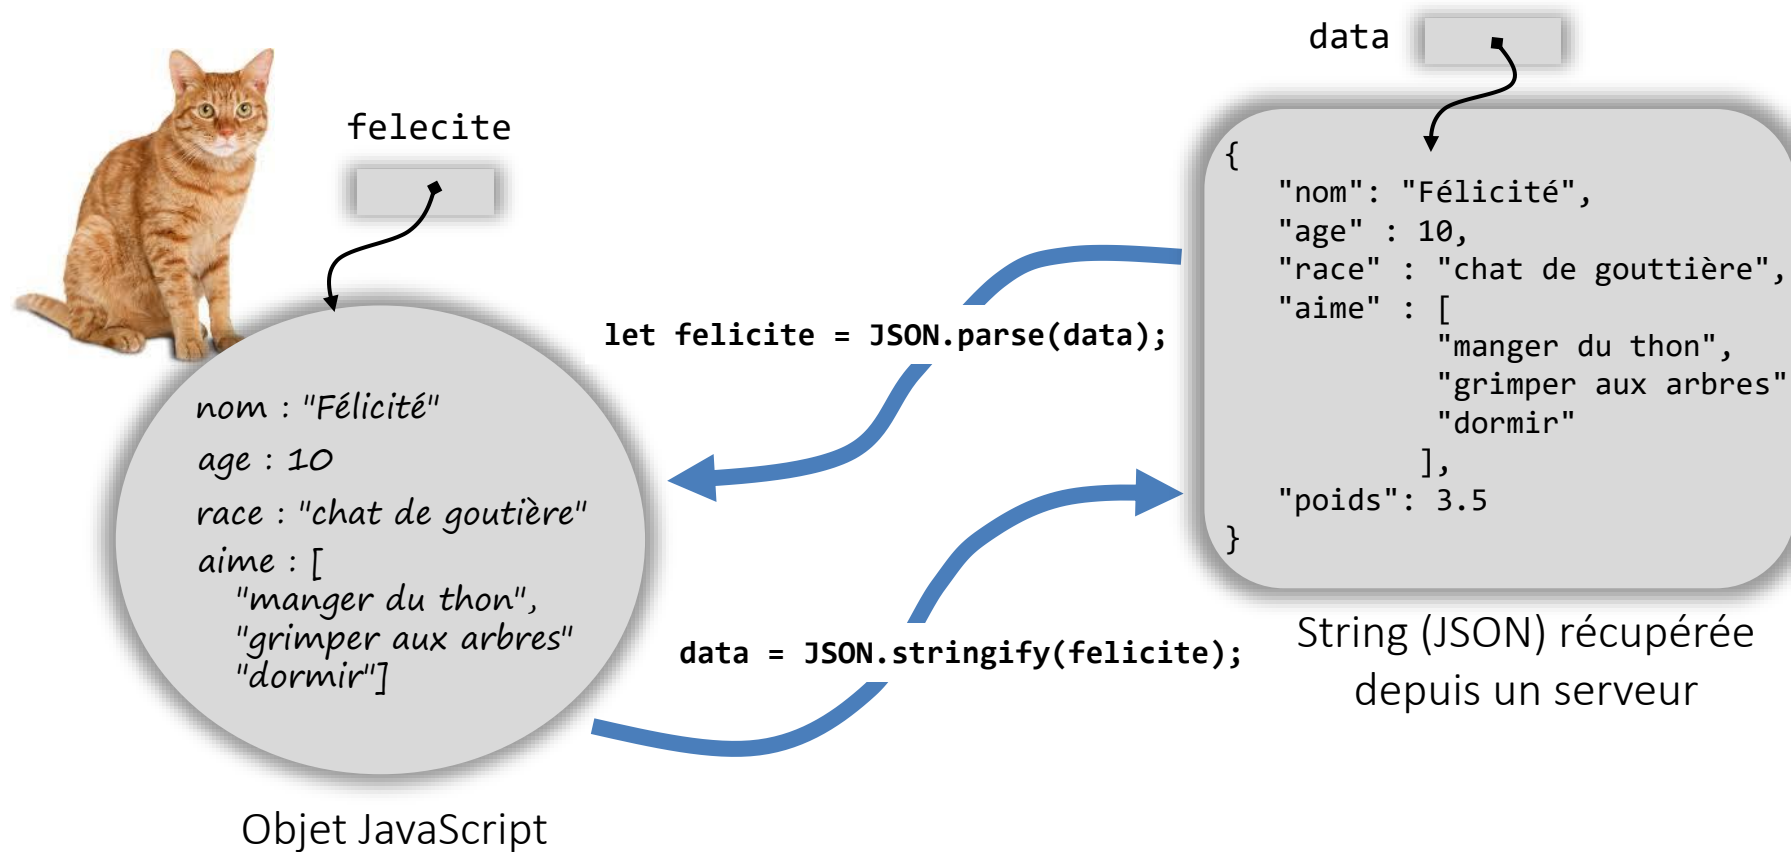 felecite
nom : "Félicité"
age : 10
race : "chat de goutière"
aime : [
"manger du thon",
"grimper aux arbres"
"dormir"]
Objet JavaScript
let felicite = JSON.parse(data);
data = JSON.stringify(felicite);
data
{
"nom": "Félicité",
"age" : 10,
"race" : "chat de gouttière",
"aime" : [
"manger du thon",
"grimper aux arbres"
"dormir"
],
"poids": 3.5
}
String (JSON) récupérée
depuis un serveur